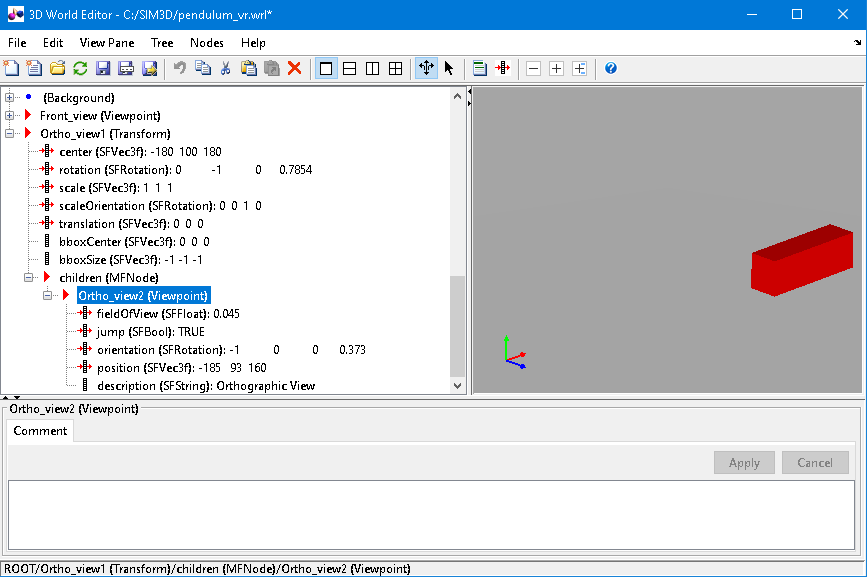 3D World Editor - C:/SIM3D/pendulum_vr.wrl*
File Edit View Pane Tree Nodes Help
(Background)
Front_view (Viewpoint)
Ortho_view1 (Transform)
center (SFVec3f): -180 100 180
rotation (SFRotation): 0 -1 0 0.7854
scale (SFVec3f): 1 1 1
scaleOrientation (SFRotation): 0 0 1 0
translation (SFVec3f): 0 0 0
bboxCenter (SFVec3f): 0 0 0
bboxSize (SFVec3f): -1 -1 -1
children (MFNode)
Ortho_view2 (Viewpoint)
fieldOfView (SFFloat): 0.045
jump (SFBool): TRUE
orientation (SFRotation): -1 0 0 0.373
position (SFVec3f): -185 93 160
description (SFString): Orthographic View
Ortho_view2 (Viewpoint)
Comment
Apply Cancel
ROOT/Ortho_view1 (Transform)/children (MFNode)/Ortho_view2 (Viewpoint)